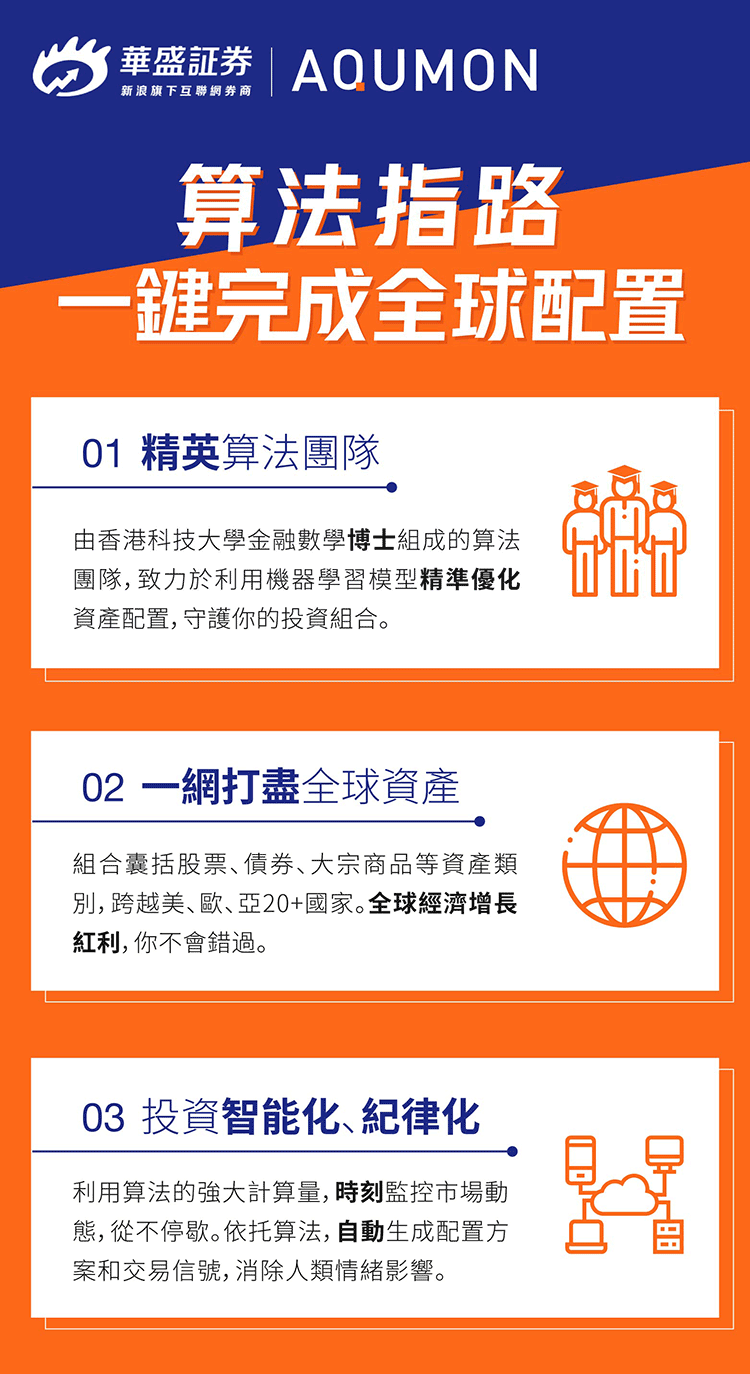 華盛証券
新浪旗下互聯網券商
AQUMON
算法指路
一鍵完成全球配置
01 精英算法團隊
由香港科技大學金融數學博士組成的算法
團隊，致力於利用機器學習模型精準優化
資產配置，守護你的投資組合。
02 一網打盡全球資產
組合囊括股票、債券、大宗商品等資產類
別，跨越美、歐、亞20+國家。全球經濟增長
紅利，你不會錯過。
03 投資智能化、紀律化
利用算法的強大計算量，時刻監控市場動
態，從不停歇。依托算法，自動生成配置方
案和交易信號，消除人類情緒影響。